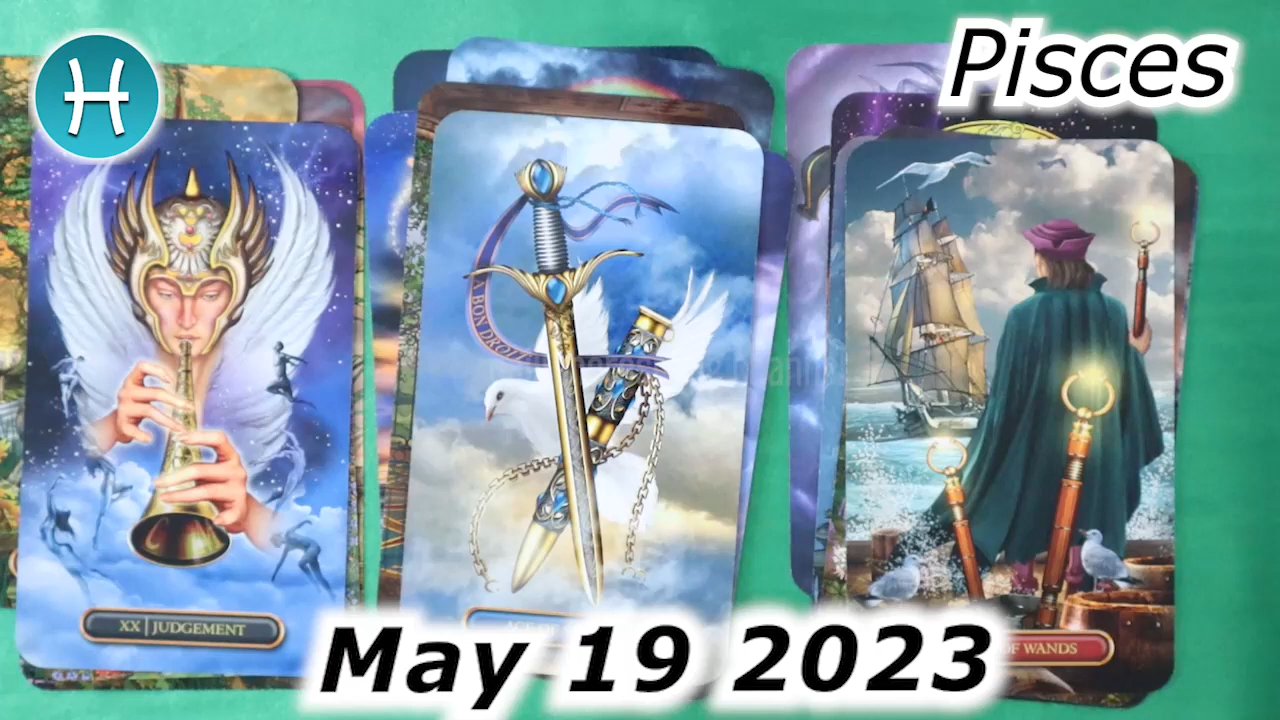 Pisces
A BON DROIT
XX | JUDGEMENT
OF WANDS
May 19 2023